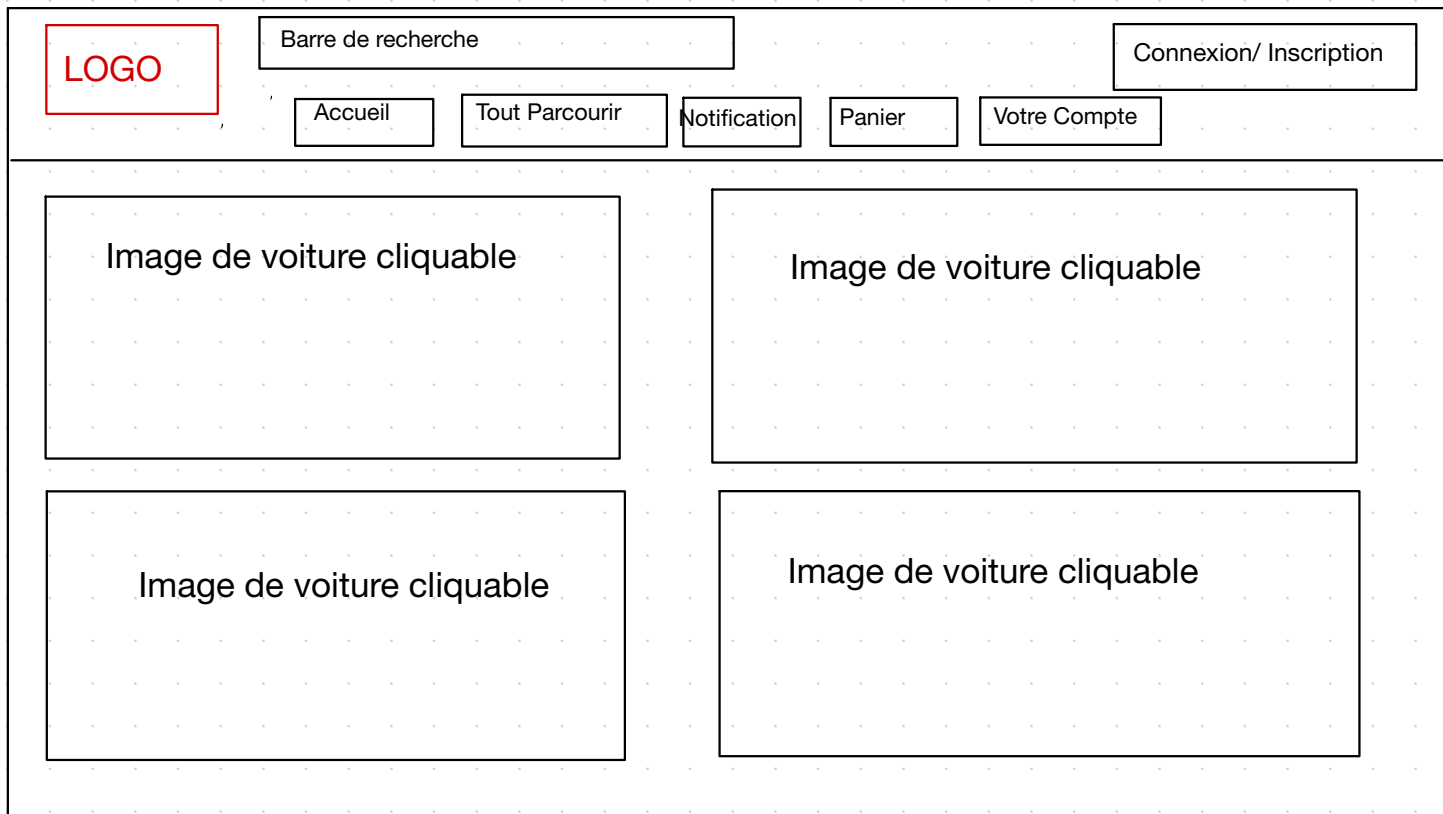 LOGO
Barre de recherche
Connexion/ Inscription
Accueil
Tout Parcourir
Notification
Panier
Votre Compte
Image de voiture cliquable
Image de voiture cliquable
Image de voiture cliquable
Image de voiture cliquable